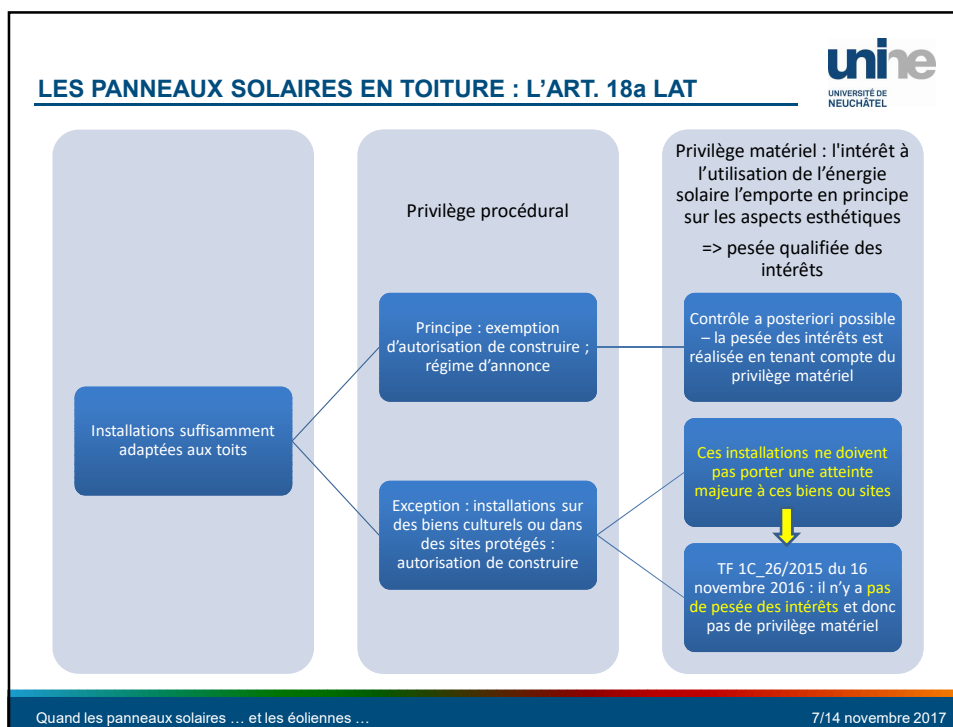 LES PANNEAUX SOLAIRES EN TOITURE : L'ART. 18a LAT
unine
UNIVERSITÉ DE
NEUCHÂTEL
Installations suffisamment
adaptées aux toits
Privilège procédural
Principe : exemption
d'autorisation de construire ;
régime d'annonce
Exception : installations sur
des biens culturels ou dans
des sites protégés :
autorisation de construire
Privilège matériel : l'intérêt à
l'utilisation de l'énergie
solaire l'emporte en principe
sur les aspects esthétiques
=> pesée qualifiée des
intérêts
Contrôle a posteriori possible
– la pesée des intérêts est
réalisée en tenant compte du
privilège matériel
Ces installations ne doivent
pas porter une atteinte
majeure à ces biens ou sites
TF 1C_26/2015 du 16
novembre 2016 : il n'y a pas
de pesée des intérêts et donc
pas de privilège matériel
Quand les panneaux solaires … et les éoliennes …
7/14 novembre 2017